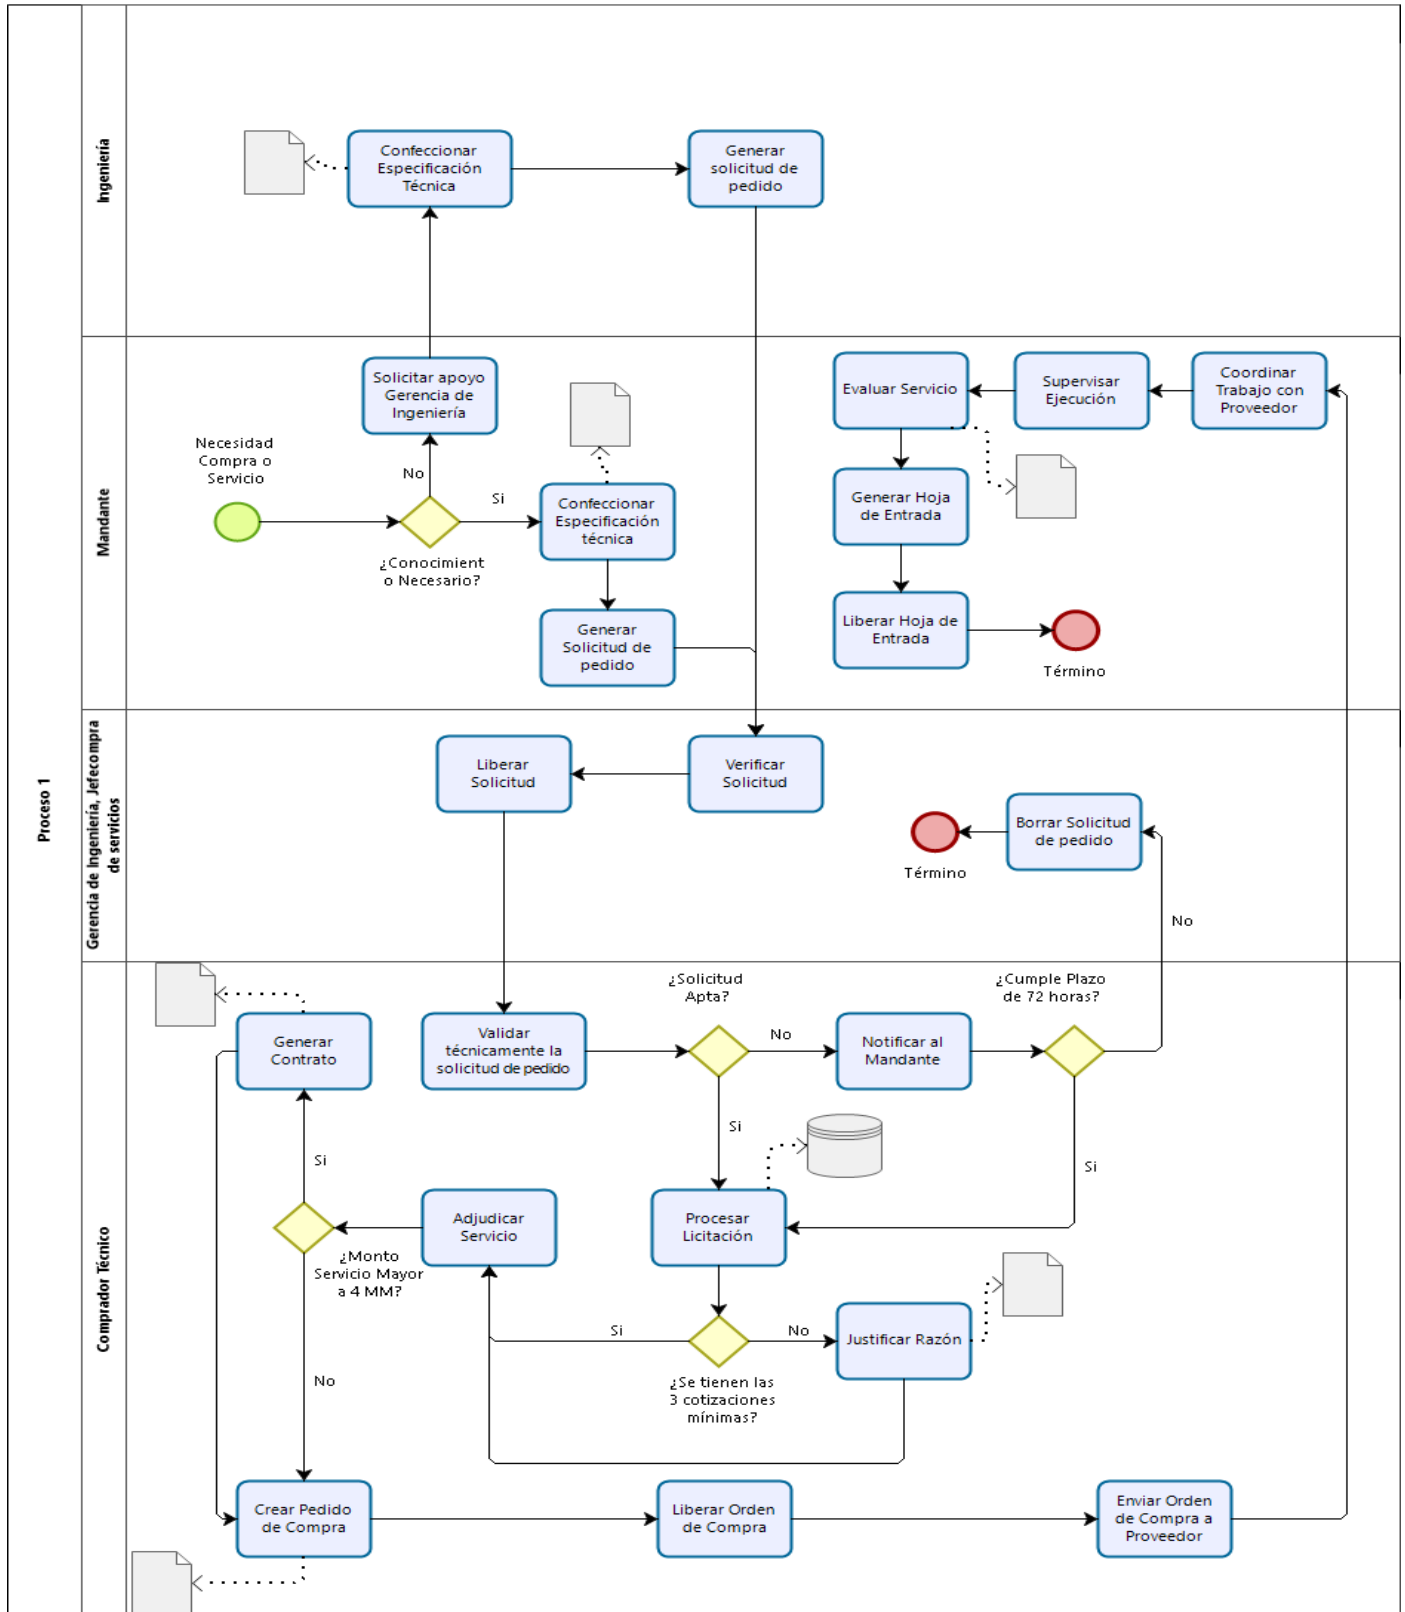 Proceso 1
Ingeniería
Confeccionar
Especificación
Técnica
Generar
solicitud de
pedido
Mandante
Solicitar apoyo
Gerencia de
Ingeniería
Necesidad
Compra o
Servicio
No
Si
¿Conocimient
o Necesario?
Confeccionar
Especificación
técnica
Generar
Solicitud de
pedido
Evaluar Servicio
Supervisar
Ejecución
Coordinar
Trabajo con
Proveedor
Generar Hoja
de Entrada
Liberar Hoja de
Entrada
Término
Gerencia de Ingeniería, Jefecompra
de servicios
Liberar
Solicitud
Verificar
Solicitud
Borrar Solicitud
de pedido
Término
No
Comprador Técnico
Generar
Contrato
Validar
técnicamente la
solicitud de pedido
¿Solicitud
Apta?
No
Notificar al
Mandante
¿Cumple Plazo
de 72 horas?
Si
Si
Si
Adjudicar
Servicio
¿Monto
Servicio Mayor
a 4 MM?
Procesar
Licitación
Si
No
¿Se tienen las
3 cotizaciones
mínimas?
Justificar Razón
No
Crear Pedido
de Compra
Liberar Orden
de Compra
Enviar Orden
de Compra a
Proveedor